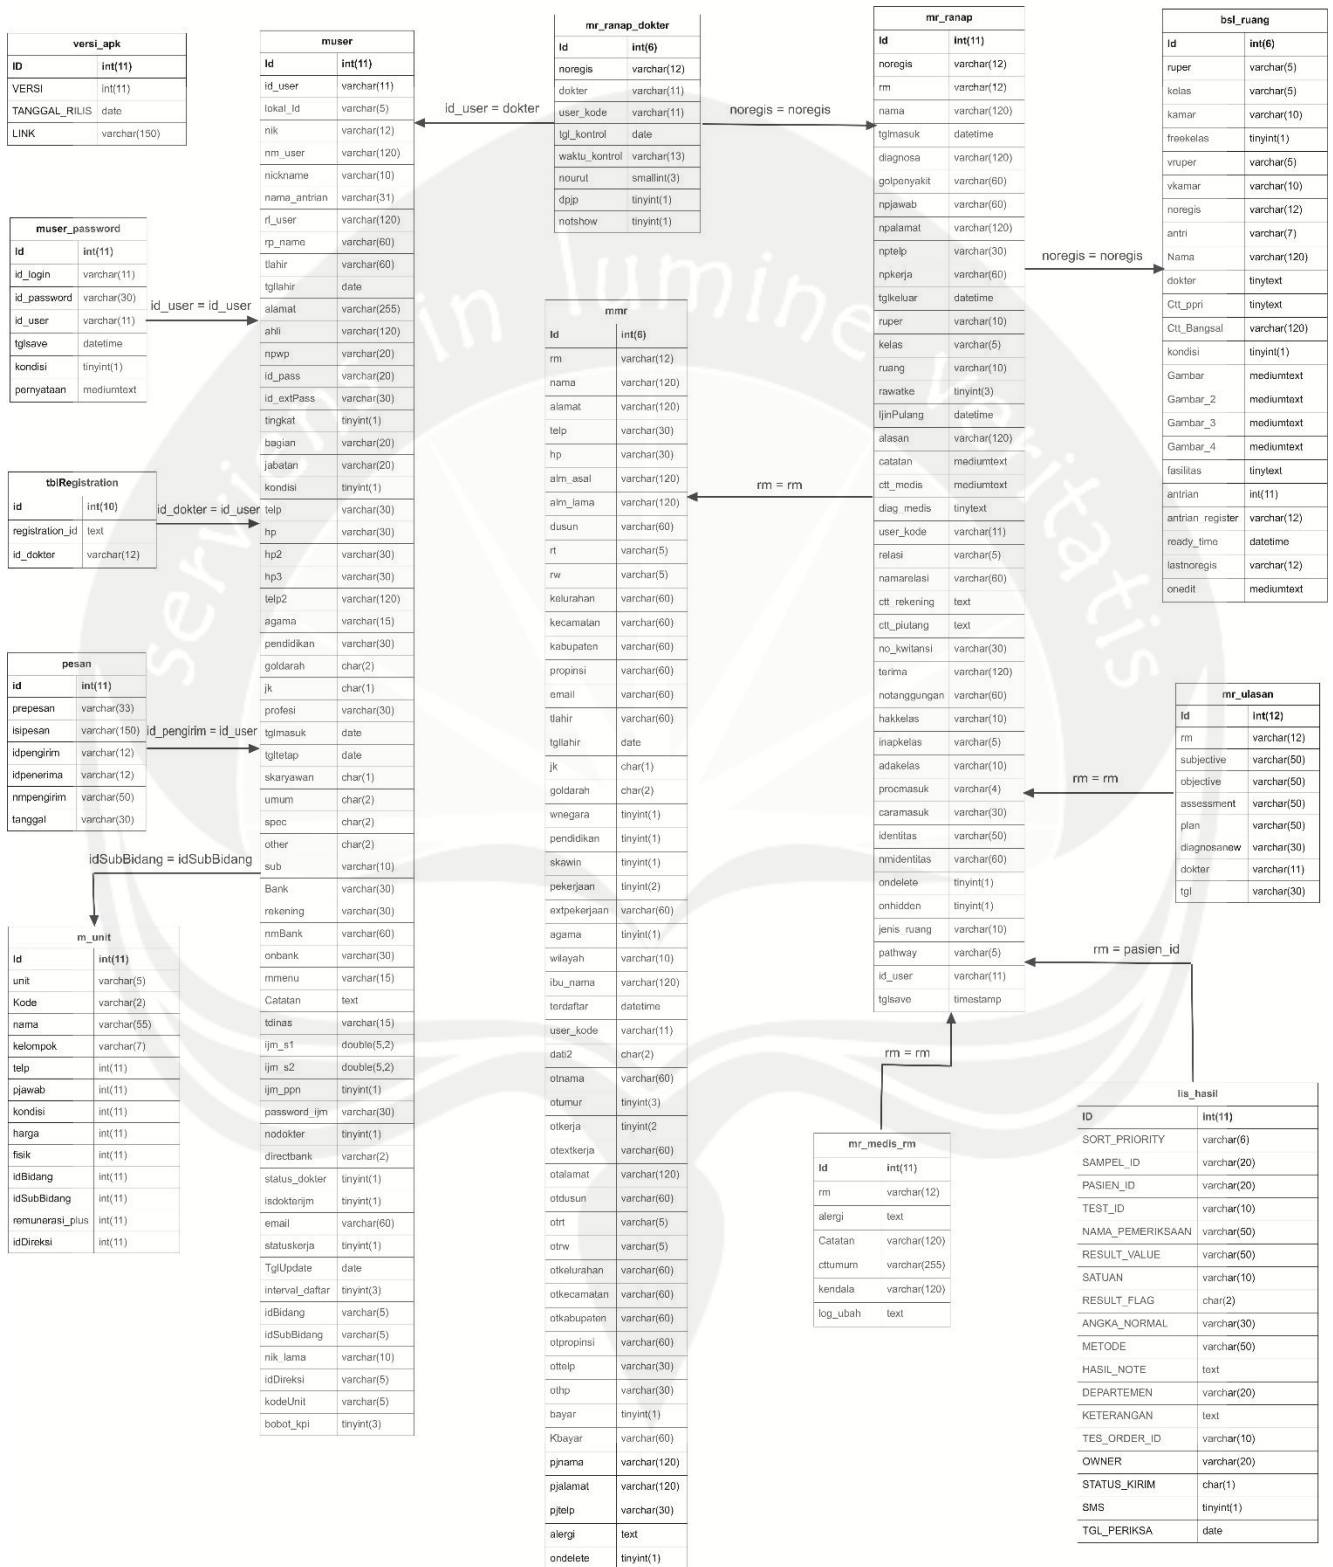 versi_apk
ID int(11)
VERSI int(11)
TANGGAL_RILIS date
LINK varchar(150)
muser_password
Id int(11)
id_login varchar(11)
id_password varchar(30)
id_user varchar(11)
tglsave datetime
kondisi tinyint(1)
pernyataan mediumtext
id_user = id_user
tblRegistration
id int(10)
registration_id text
id_dokter varchar(12)
id_dokter = id_user
pesan
id int(11)
prepesan varchar(33)
isipesan varchar(150)
idpengirim varchar(12)
idpenerima varchar(12)
nmpengirim varchar(50)
tanggal varchar(30)
id_pengirim = id_user
idSubBidang = idSubBidang
m_unit
Id int(11)
unit varchar(5)
Kode varchar(2)
nama varchar(55)
kelompok varchar(7)
telp int(11)
pjawab int(11)
kondisi int(11)
harga int(11)
fisik int(11)
idBidang int(11)
idSubBidang int(11)
remunerasi_plus int(11)
idDireksi int(11)
muser
Id int(11)
id_user varchar(11)
lokal_Id varchar(5)
nik varchar(12)
nm_user varchar(120)
nickname varchar(10)
nama_antrian varchar(31)
rl_user varchar(120)
rp_name varchar(60)
tlahir varchar(60)
tgllahir date
alamat varchar(255)
ahli varchar(120)
npwp varchar(20)
id_pass varchar(20)
id_extPass varchar(30)
tingkat tinyint(1)
bagian varchar(20)
jabatan varchar(20)
kondisi tinyint(1)
telp varchar(30)
hp varchar(30)
hp2 varchar(30)
hp3 varchar(30)
telp2 varchar(120)
agama varchar(15)
pendidikan varchar(30)
goldarah char(2)
jk char(1)
profesi varchar(30)
tglmasuk date
tgltetap date
skaryawan char(1)
umum char(2)
spec char(2)
other char(2)
sub varchar(10)
Bank varchar(30)
rekening varchar(30)
nmBank varchar(60)
onbank varchar(30)
mmenu varchar(15)
Catatan text
tdinas varchar(15)
ijm_s1 double(5,2)
ijm_s2 double(5,2)
ijm_ppn tinyint(1)
password_ijm varchar(30)
nodokter tinyint(1)
directbank varchar(2)
status_dokter tinyint(1)
isdokterijm tinyint(1)
email varchar(60)
statuskerja tinyint(1)
TglUpdate date
interval_daftar tinyint(3)
idBidang varchar(5)
idSubBidang varchar(5)
nik_lama varchar(10)
idDireksi varchar(5)
kodeUnit varchar(5)
bobot_kpi tinyint(3)
id_user = dokter
mr_ranap_dokter
Id int(6)
noregis varchar(12)
dokter varchar(11)
user_kode varchar(11)
tgl_kontrol date
waktu_kontrol varchar(13)
nourut smallint(3)
dpjp tinyint(1)
notshow tinyint(1)
noregis = noregis
mmr
Id int(6)
rm varchar(12)
nama varchar(120)
alamat varchar(120)
telp varchar(30)
hp varchar(30)
alm_asal varchar(120)
alm_lama varchar(120)
dusun varchar(60)
rt varchar(5)
rw varchar(5)
kelurahan varchar(60)
kecamatan varchar(60)
kabupaten varchar(60)
propinsi varchar(60)
email varchar(60)
tlahir varchar(60)
tgllahir date
jk char(1)
goldarah char(2)
wnegara tinyint(1)
pendidikan tinyint(1)
skawin tinyint(1)
pekerjaan tinyint(2)
extpekerjaan varchar(60)
agama tinyint(1)
wilayah varchar(10)
ibu_nama varchar(120)
terdaftar datetime
user_kode varchar(11)
dati2 char(2)
otnama varchar(60)
otumur tinyint(3)
otkerja tinyint(2
otextkerja varchar(60)
otalamat varchar(120)
otdusun varchar(60)
otrt varchar(5)
otrw varchar(5)
otkelurahan varchar(60)
otkecamatan varchar(60)
otkabupaten varchar(60)
otpropinsi varchar(60)
ottelp varchar(30)
othp varchar(30)
bayar tinyint(1)
Kbayar varchar(60)
pjnama varchar(120)
pjalamat varchar(120)
pjtelp varchar(30)
alergi text
ondelete tinyint(1)
rm = rm
mr_ranap
Id int(11)
noregis varchar(12)
rm varchar(12)
nama varchar(120)
tglmasuk datetime
diagnosa varchar(120)
golpenyakit varchar(60)
npjawab varchar(60)
npalamat varchar(120)
nptelp varchar(30)
npkerja varchar(60)
tglkeluar datetime
ruper varchar(10)
kelas varchar(5)
ruang varchar(10)
rawatke tinyint(3)
IjinPulang datetime
alasan varchar(120)
catatan mediumtext
ctt_medis mediumtext
diag_medis tinytext
user_kode varchar(11)
relasi varchar(5)
namarelasi varchar(60)
ctt_rekening text
ctt_piutang text
no_kwitansi varchar(30)
terima varchar(120)
notanggungan varchar(60)
hakkelas varchar(10)
inapkelas varchar(5)
adakelas varchar(10)
procmasuk varchar(4)
caramasuk varchar(30)
identitas varchar(50)
nmidentitas varchar(60)
ondelete tinyint(1)
onhidden tinyint(1)
jenis_ruang varchar(10)
pathway varchar(5)
id_user varchar(11)
tglsave timestamp
noregis = noregis
bsl_ruang
Id int(6)
ruper varchar(5)
kelas varchar(5)
kamar varchar(10)
freekelas tinyint(1)
vruper varchar(5)
vkamar varchar(10)
noregis varchar(12)
antri varchar(7)
Nama varchar(120)
dokter tinytext
Ctt_ppri tinytext
Ctt_Bangsal varchar(120)
kondisi tinyint(1)
Gambar mediumtext
Gambar_2 mediumtext
Gambar_3 mediumtext
Gambar_4 mediumtext
fasilitas tinytext
antrian int(11)
antrian_register varchar(12)
ready_time datetime
lastnoregis varchar(12)
onedit mediumtext
mr_ulasan
Id int(12)
rm varchar(12)
subjective varchar(50)
objective varchar(50)
assessment varchar(50)
plan varchar(50)
diagnosanew varchar(30)
dokter varchar(11)
tgl varchar(30)
rm = rm
rm = pasien_id
rm = rm
mr_medis_rm
Id int(11)
rm varchar(12)
alergi text
Catatan varchar(120)
cttumum varchar(255)
kendala varchar(120)
log_ubah text
lis_hasil
ID int(11)
SORT_PRIORITY varchar(6)
SAMPEL_ID varchar(20)
PASIEN_ID varchar(20)
TEST_ID varchar(10)
NAMA_PEMERIKSAAN varchar(50)
RESULT_VALUE varchar(50)
SATUAN varchar(10)
RESULT_FLAG char(2)
ANGKA_NORMAL varchar(30)
METODE varchar(50)
HASIL_NOTE text
DEPARTEMEN varchar(20)
KETERANGAN text
TES_ORDER_ID varchar(10)
OWNER varchar(20)
STATUS_KIRIM char(1)
SMS tinyint(1)
TGL_PERIKSA date
serviens in lumine veritatis